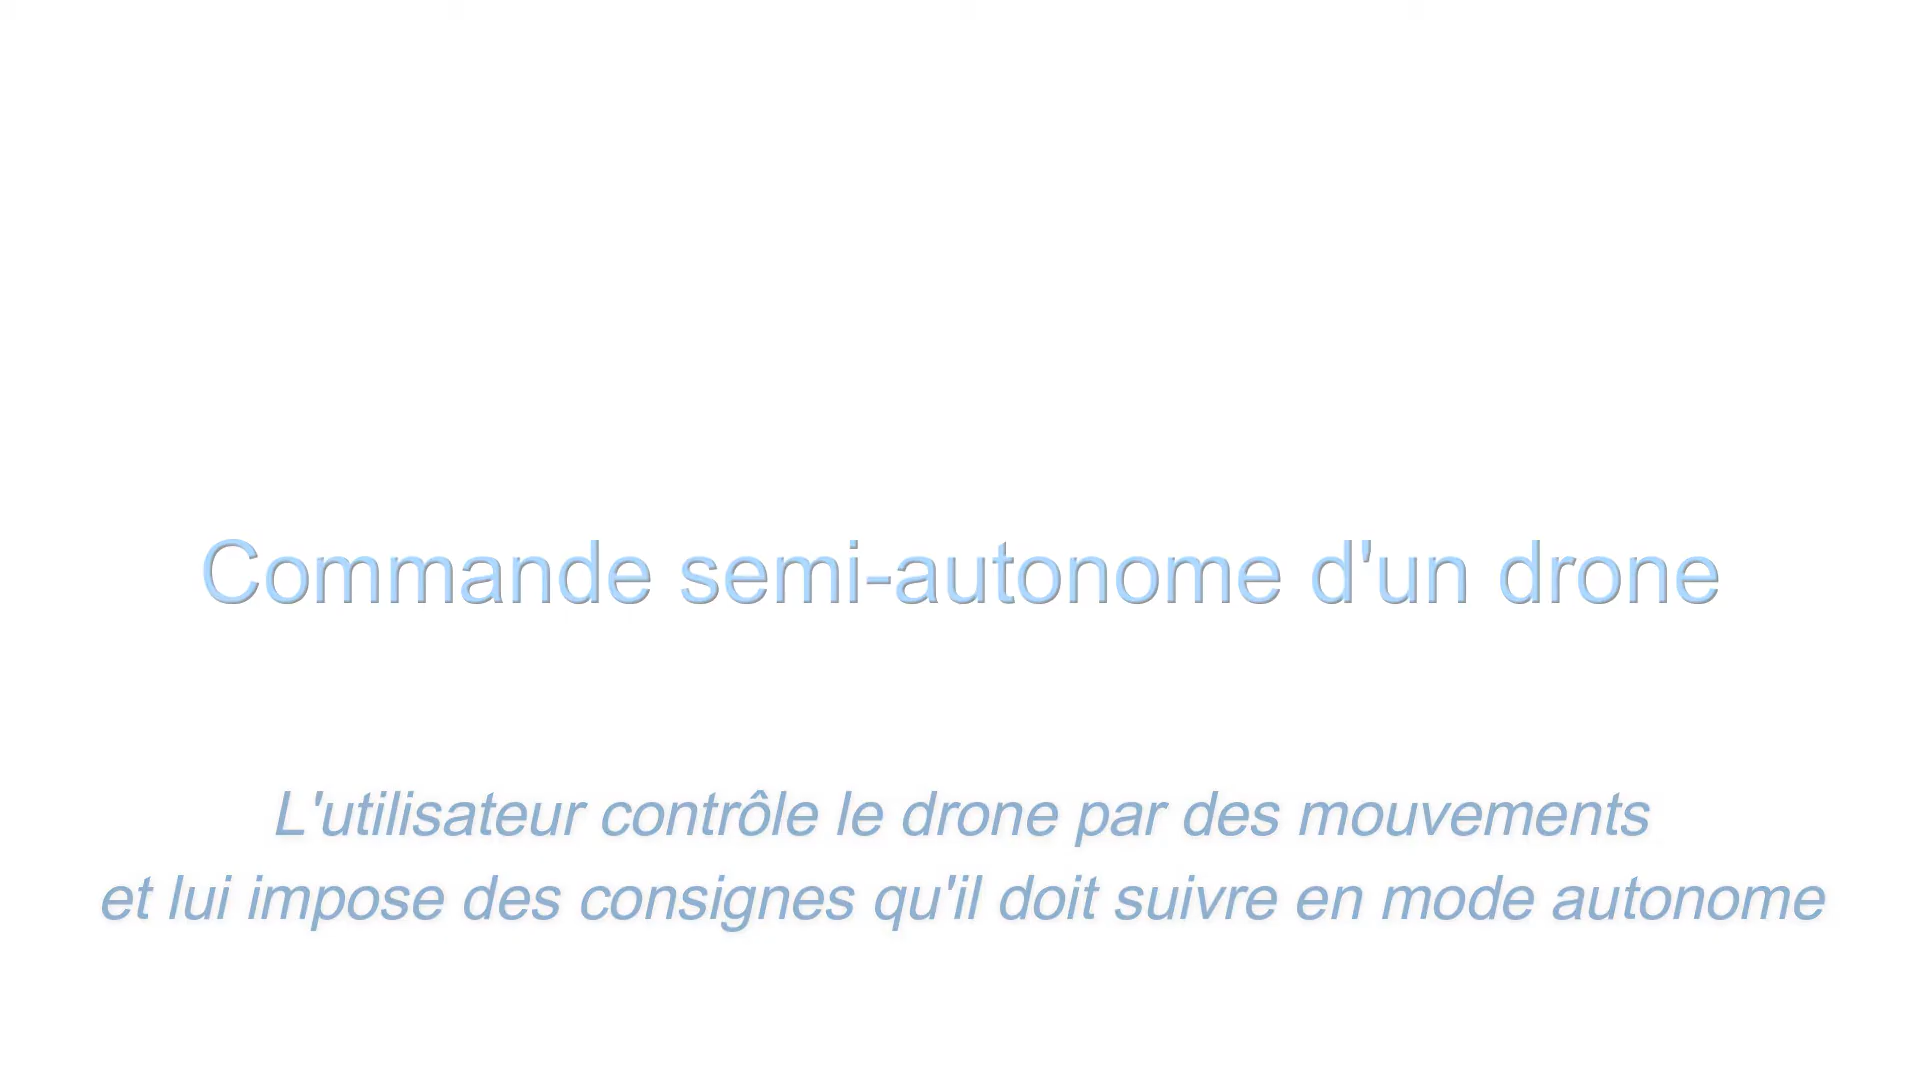 Commande semi-autonome d'un drone
L'utilisateur contrôle le drone par des mouvements
et lui impose des consignes qu'il doit suivre en mode autonome